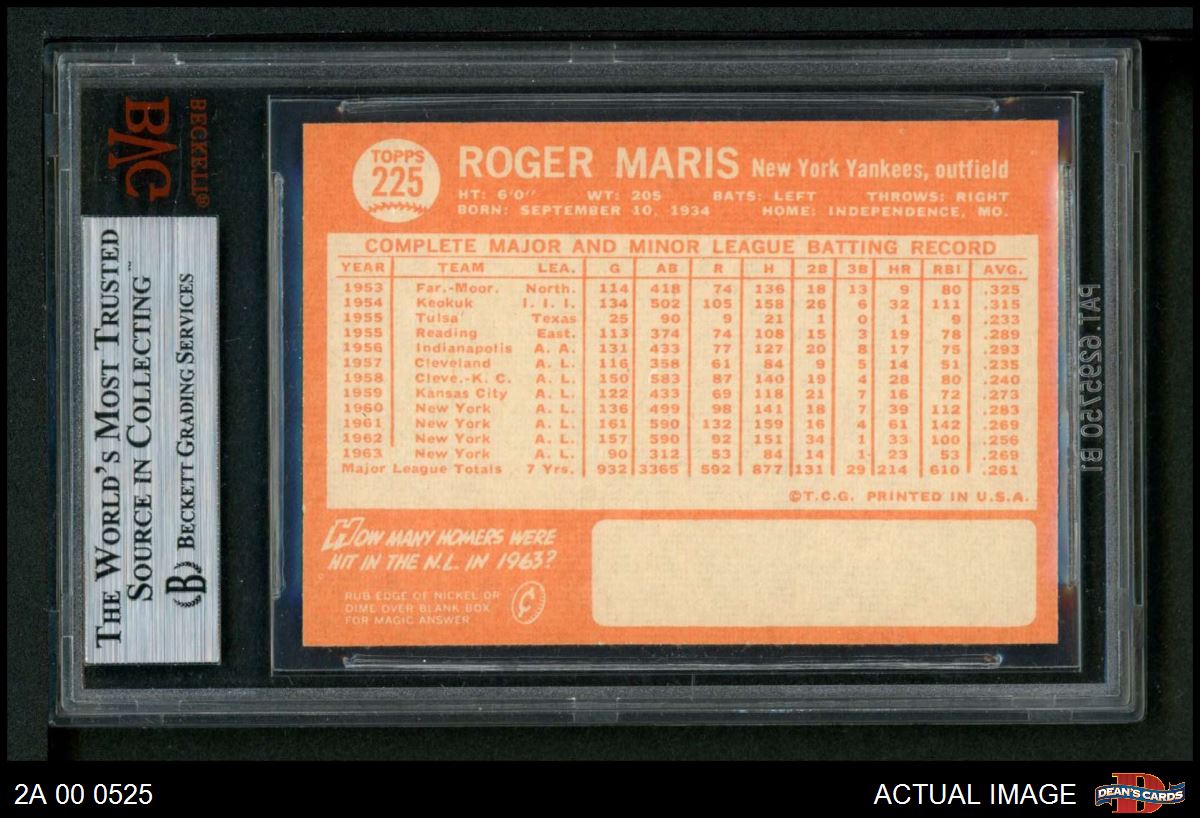 BVG
BECKETT®
THE WORLD'S MOST TRUSTED
SOURCE IN COLLECTING™
B BECKETT GRADING SERVICES
TOPPS
225
ROGER MARIS New York Yankees, outfield
HT: 6'0" WT: 205 BATS: LEFT THROWS: RIGHT
BORN: SEPTEMBER 10, 1934 HOME: INDEPENDENCE, MO.
COMPLETE MAJOR AND MINOR LEAGUE BATTING RECORD
YEAR TEAM LEA. G AB R H 2B 3B HR RBI AVG.
1953 Far.-Moor. North. 114 418 74 136 18 13 9 80 .325
1954 Keokuk I. I. I. 134 502 105 158 26 6 32 111 .315
1955 Tulsa Texas 25 90 9 21 1 0 1 9 .233
1955 Reading East. 113 374 74 108 15 3 19 78 .289
1956 Indianapolis A. A. 131 433 77 127 20 8 17 75 .293
1957 Cleveland A. L. 116 358 61 84 9 5 14 51 .235
1958 Cleve.-K. C. A. L. 150 583 87 140 19 4 28 80 .240
1959 Kansas City A. L. 122 433 69 118 21 7 16 72 .273
1960 New York A. L. 136 499 98 141 18 7 39 112 .283
1961 New York A. L. 161 590 132 159 16 4 61 142 .269
1962 New York A. L. 157 590 92 151 34 1 33 100 .256
1963 New York A. L. 90 312 53 84 14 1 23 53 .269
Major League Totals 7 Yrs. 932 3365 592 877 131 29 214 610 .261
©T.C.G. PRINTED IN U.S.A.
HOW MANY HOMERS WERE
HIT IN THE N.L. IN 1963?
RUB EDGE OF NICKEL OR
DIME OVER BLANK BOX
FOR MAGIC ANSWER
¢
PAT.6295750 B1
2A 00 0525
ACTUAL IMAGE
DEAN'S CARDS